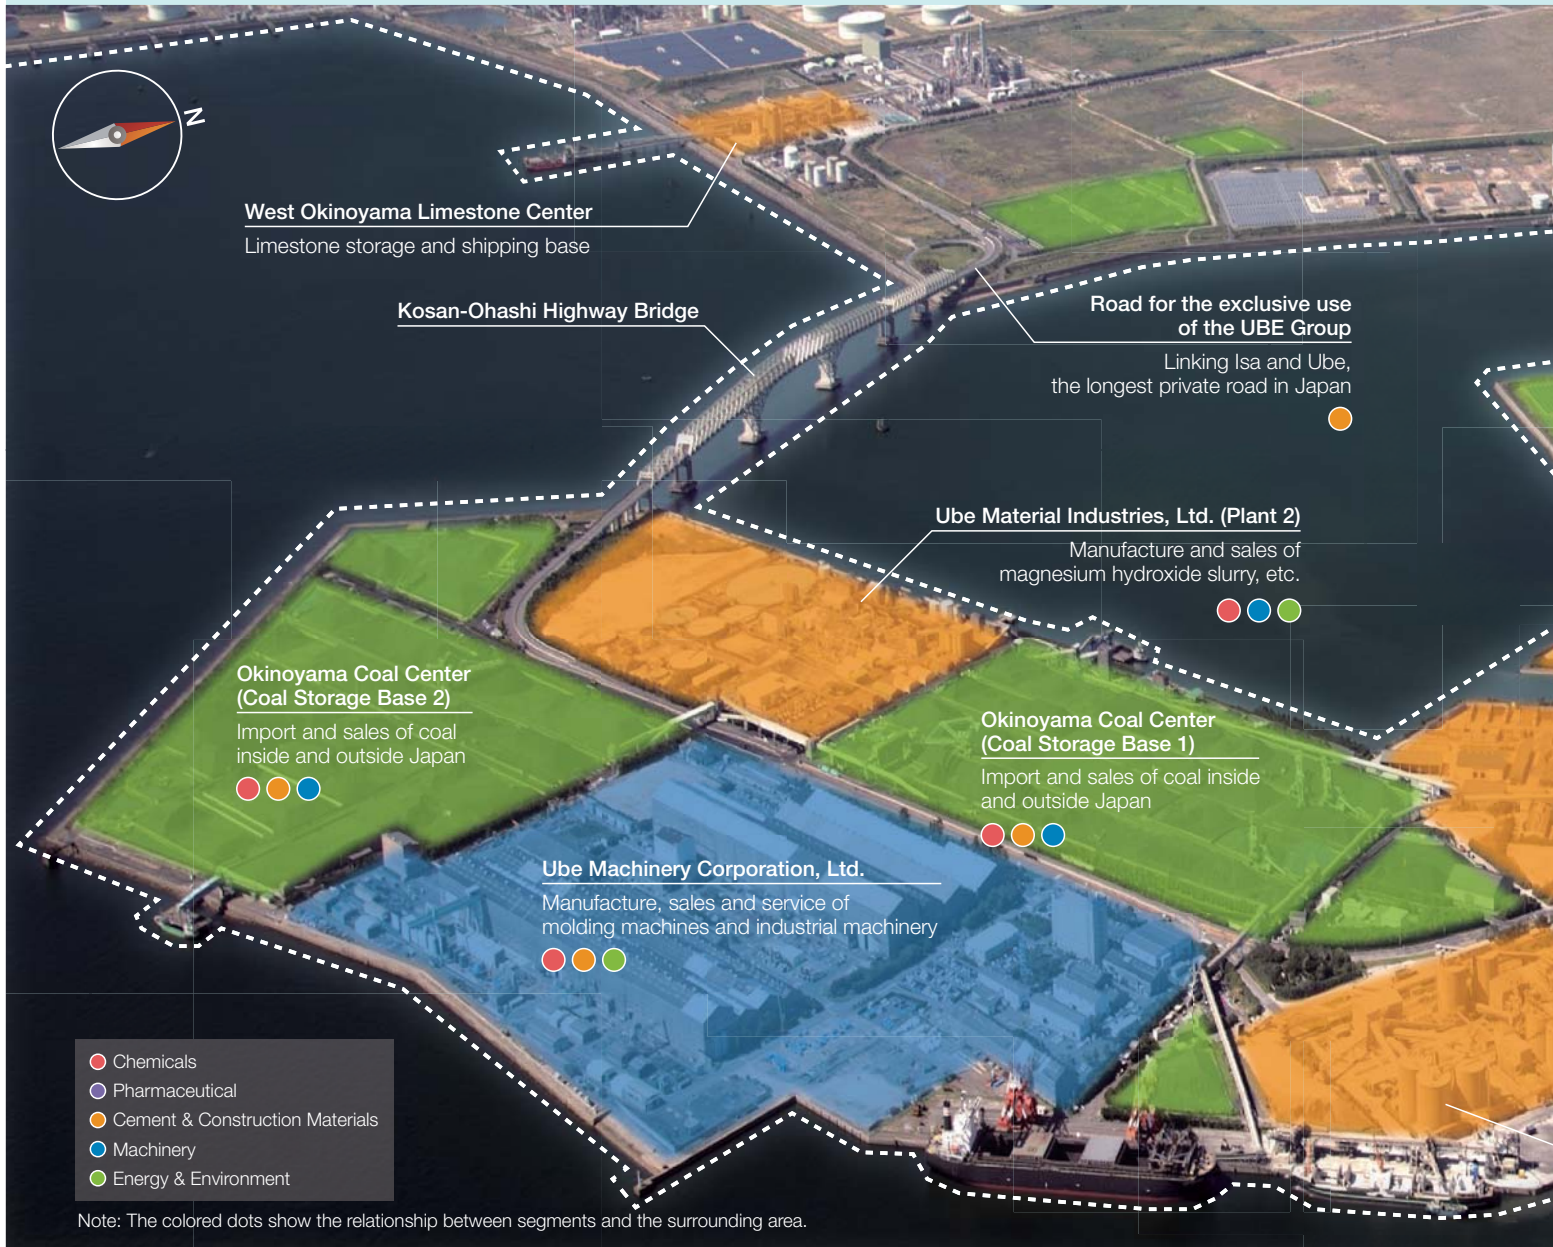 N
West Okinoyama Limestone Center
Limestone storage and shipping base
Kosan-Ohashi Highway Bridge
Road for the exclusive use
of the UBE Group
Linking Isa and Ube,
the longest private road in Japan
Ube Material Industries, Ltd. (Plant 2)
Manufacture and sales of
magnesium hydroxide slurry, etc.
Okinoyama Coal Center
(Coal Storage Base 2)
Import and sales of coal
inside and outside Japan
Okinoyama Coal Center
(Coal Storage Base 1)
Import and sales of coal inside
and outside Japan
Ube Machinery Corporation, Ltd.
Manufacture, sales and service of
molding machines and industrial machinery
Chemicals
Pharmaceutical
Cement & Construction Materials
Machinery
Energy & Environment
Note: The colored dots show the relationship between segments and the surrounding area.